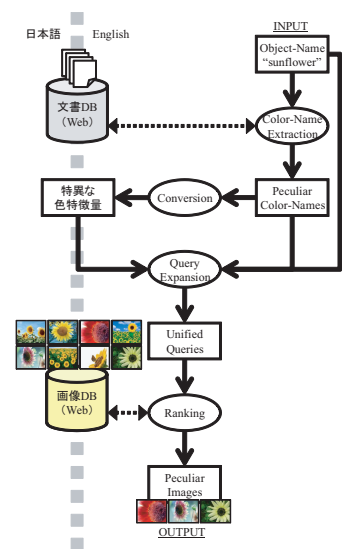 日本語
English
INPUT
Object-Name
“sunflower”
文書DB
（Web）
Color-Name
Extraction
特異な
色特徴量
Conversion
Peculiar
Color-Names
Query
Expansion
Unified
Queries
画像DB
（Web）
Ranking
Peculiar
Images
OUTPUT